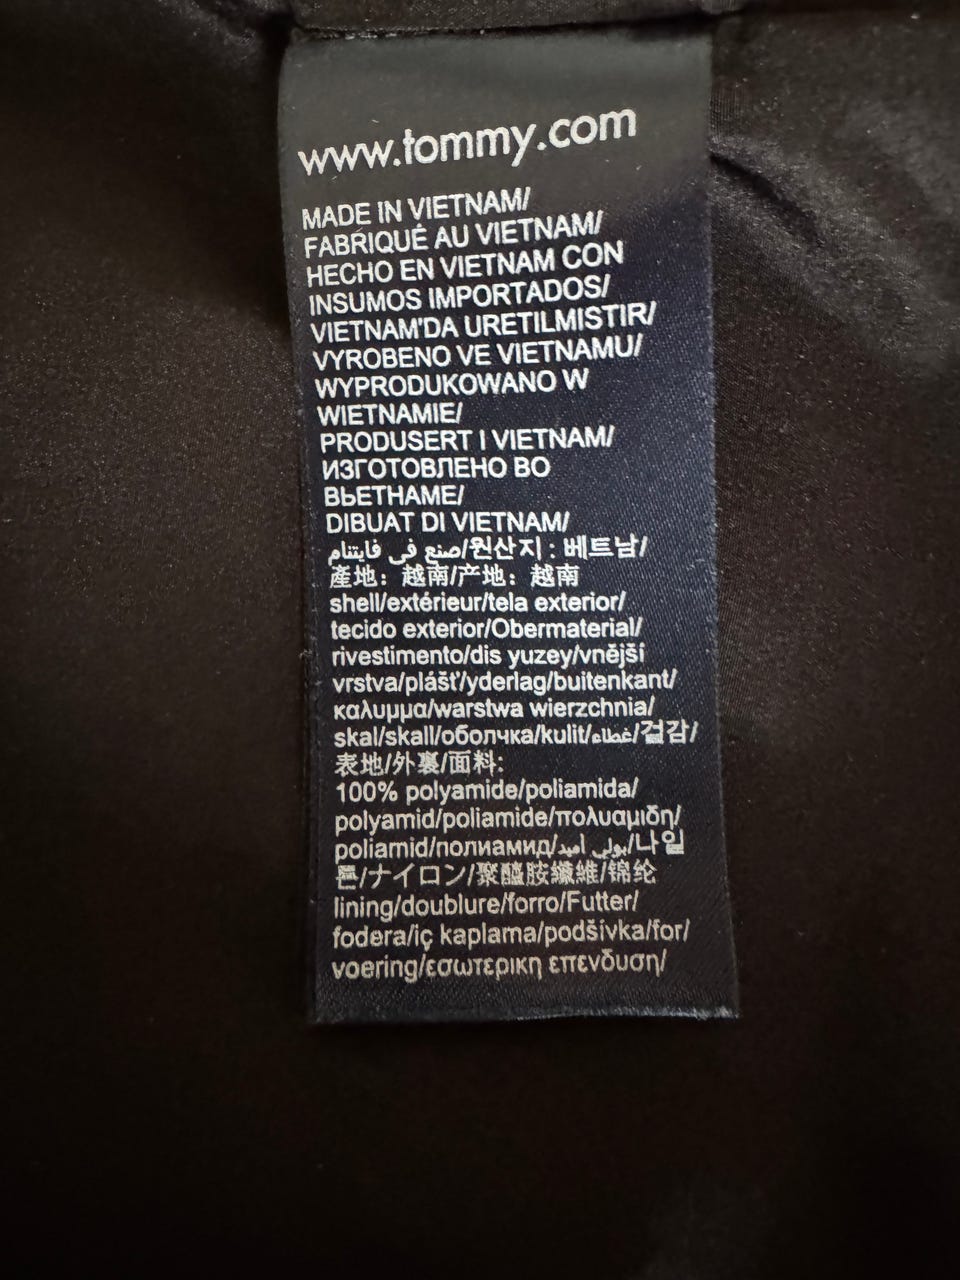 www.tommy.com
MADE IN VIETNAM/
FABRIQUÉ AU VIETNAM/
HECHO EN VIETNAM CON
INSUMOS IMPORTADOS/
VIETNAM'DA URETILMISTIR/
VYROBENO VE VIETNAMU/
WYPRODUKOWANO W
WIETNAMIE/
PRODUSERT I VIETNAM/
ИЗГОТОВЛЕНО ВО
ВЬЕТНАМЕ/
DIBUAT DI VIETNAM/
صنع في فايتنام/원산지 : 베트남/
產地：越南/产地：越南
shell/extérieur/tela exterior/
tecido exterior/Obermaterial/
rivestimento/dis yuzey/vnější
vrstva/plášť/yderlag/buitenkant/
καλυμμα/warstwa wierzchnia/
skal/skall/оболчка/kulit/غطاء/겉감/
表地/外裏/面料:
100% polyamide/poliamida/
polyamid/poliamide/πολυαμιδη/
poliamid/полиамид/بولي اميد/나일
론/ナイロン/聚醯胺纖維/锦纶
lining/doublure/forro/Futter/
fodera/iç kaplama/podšívka/for/
voering/εσωτερικη επενδυση/